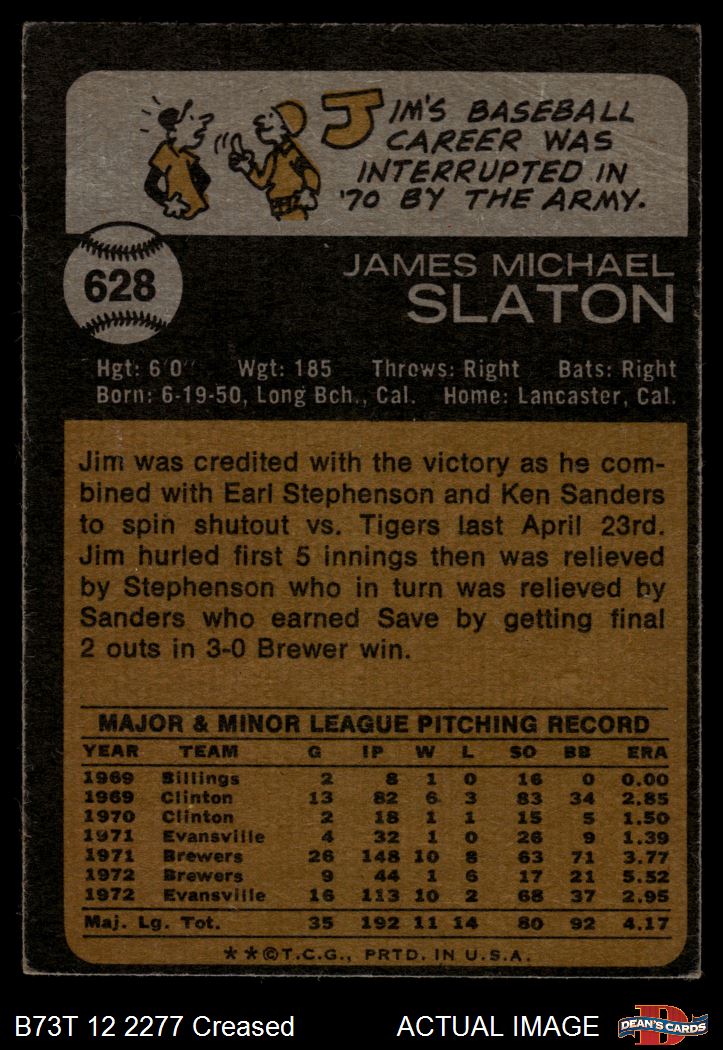 JIM'S BASEBALL
CAREER WAS
INTERRUPTED IN
'70 BY THE ARMY.
628
JAMES MICHAEL
SLATON
Hgt: 6'0" Wgt: 185 Throws: Right Bats: Right
Born: 6-19-50, Long Bch., Cal. Home: Lancaster, Cal.
Jim was credited with the victory as he com-
bined with Earl Stephenson and Ken Sanders
to spin shutout vs. Tigers last April 23rd.
Jim hurled first 5 innings then was relieved
by Stephenson who in turn was relieved by
Sanders who earned Save by getting final
2 outs in 3-0 Brewer win.
MAJOR & MINOR LEAGUE PITCHING RECORD
YEAR TEAM G IP W L SO BB ERA
1969 Billings 2 8 1 0 16 0 0.00
1969 Clinton 13 82 6 3 83 34 2.85
1970 Clinton 2 18 1 1 15 5 1.50
1971 Evansville 4 32 1 0 26 9 1.39
1971 Brewers 26 148 10 8 63 71 3.77
1972 Brewers 9 44 1 6 17 21 5.52
1972 Evansville 16 113 10 2 68 37 2.95
Maj. Lg. Tot. 35 192 11 14 80 92 4.17
**©T.C.G., PRTD. IN U.S.A.
B73T 12 2277 Creased ACTUAL IMAGE DEAN'S CARDS